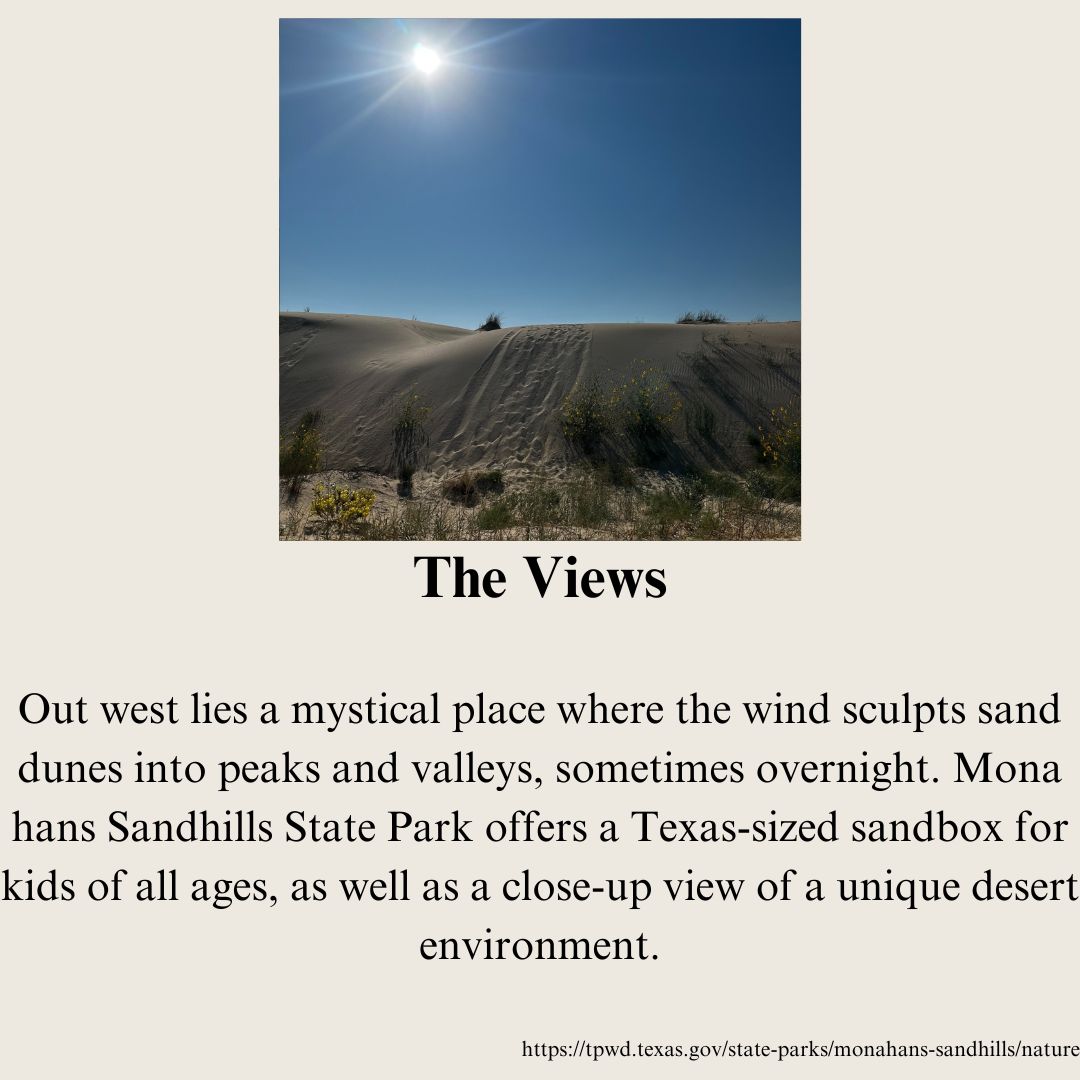 The Views
Out west lies a mystical place where the wind sculpts sand
dunes into peaks and valleys, sometimes overnight. Mona
hans Sandhills State Park offers a Texas-sized sandbox for
kids of all ages, as well as a close-up view of a unique desert
environment.
https://tpwd.texas.gov/state-parks/monahans-sandhills/nature